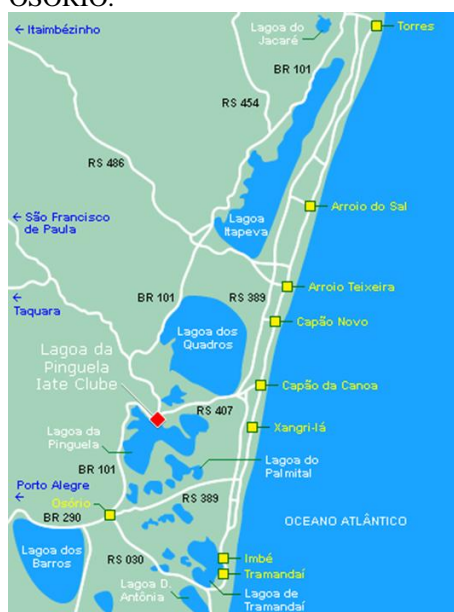 OSÓRIO.
← Itaimbézinho
Lagoa do
Jacaré
Torres
BR 101
RS 454
RS 486
← São Francisco
de Paula
Lagoa
Itapeva
Arroio do Sal
←
Taquara
BR 101
RS 389
Arroio Teixeira
Lagoa dos
Quadros
Capão Novo
Lagoa da
Pinguela
Iate Clube
Capão da Canoa
RS 407
Lagoa da
Pinguela
Xangri-lá
BR 101
Lagoa do
Palmital
Porto Alegre
←
Osório
RS 389
BR 290
OCEANO ATLÂNTICO
Lagoa dos
Barros
RS 030
Imbé
Tramandaí
Lagoa D.
Antônia
Lagoa de
Tramandaí